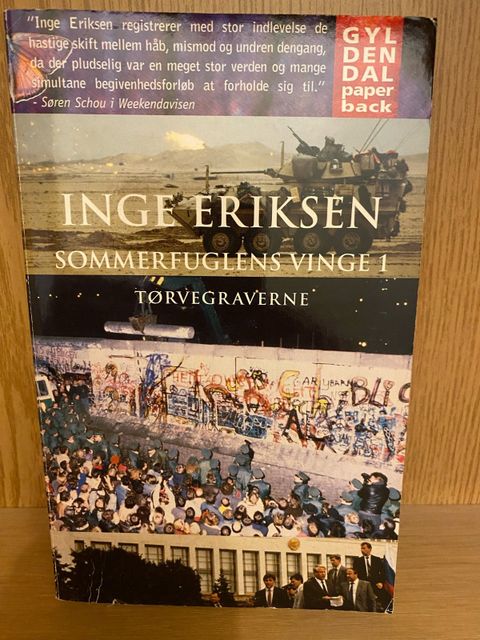 "Inge Eriksen registrerer med stor indlevelse de
hastige skift mellem håb, mismod og undren dengang,
da der pludselig var en meget stor verden og mange
simultane begivenhedsforløb at forholde sig til."
- Søren Schou i Weekendavisen
GYL
DEN
DAL
paper
back
INGE ERIKSEN
SOMMERFUGLENS VINGE 1
TØRVEGRAVERNE